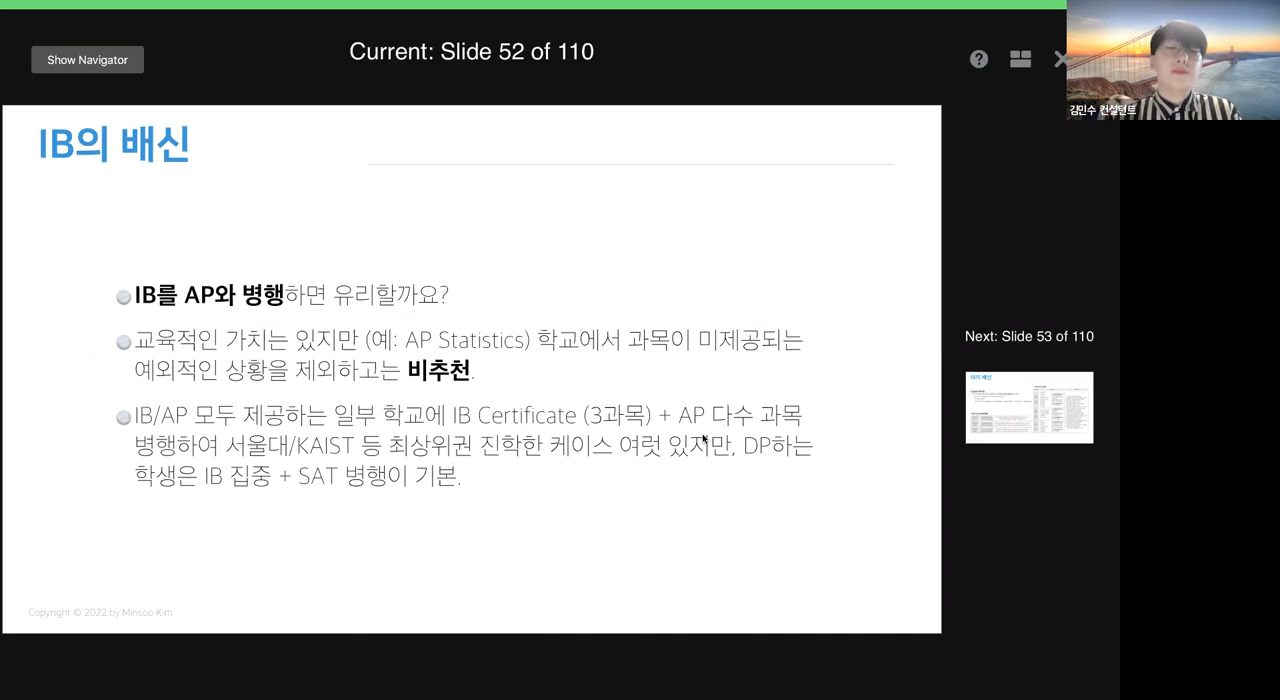 Show Navigator
Current: Slide 52 of 110
?
김민수 컨설턴트
IB의 배신
IB를 AP와 병행하면 유리할까요?
교육적인 가치는 있지만 (예: AP Statistics) 학교에서 과목이 미제공되는
예외적인 상황을 제외하고는 비추천.
IB/AP 모두 제공하는 일부 학교에 IB Certificate (3과목) + AP 다수 과목
병행하여 서울대/KAIST 등 최상위권 진학한 케이스 여럿 있지만, DP하는
학생은 IB 집중 + SAT 병행이 기본.
Copyright © 2022 by Minsoo Kim
Next: Slide 53 of 110
IB의 배신